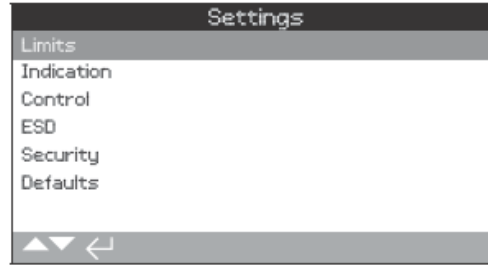 Settings
Limits
Indication
Control
ESD
Security
Defaults